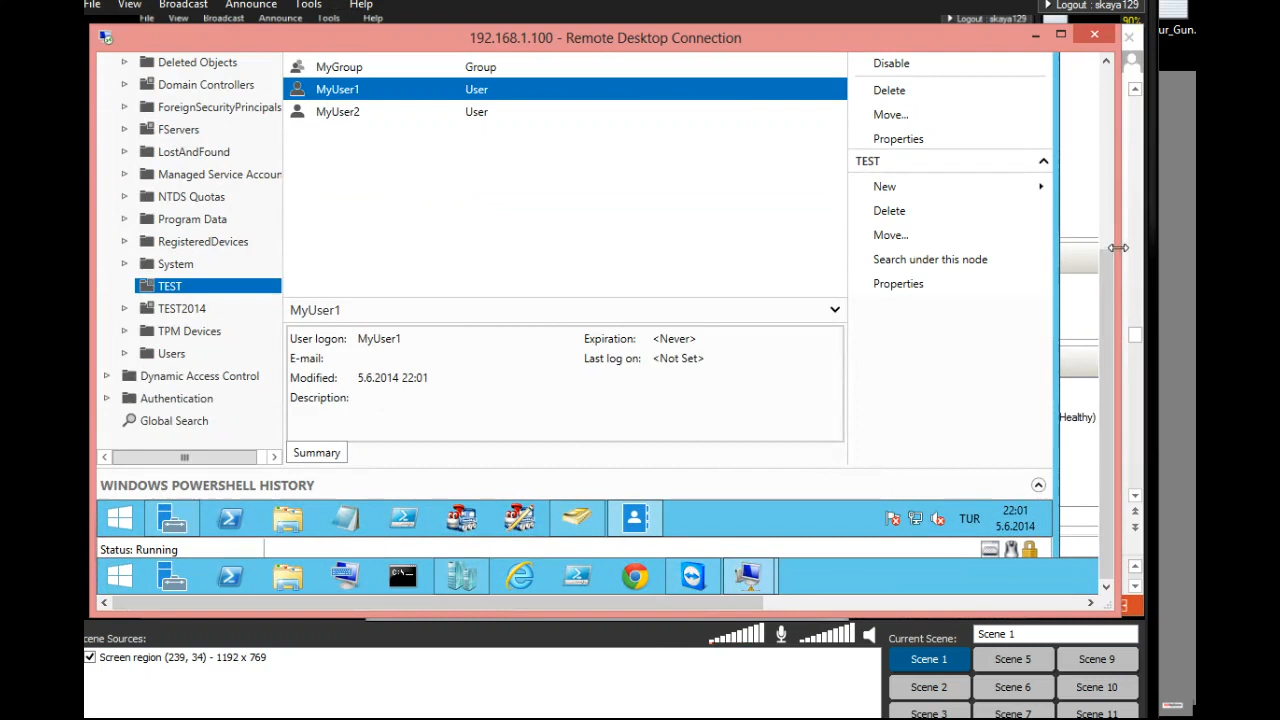 File View Broadcast Announce Tools Help Logout : skaya129
File View Broadcast Announce Tools Help Logout : skaya129 90%
ur_Gun.
192.168.1.100 - Remote Desktop Connection
Deleted Objects
Domain Controllers
ForeignSecurityPrincipals
FServers
LostAndFound
Managed Service Accoun
NTDS Quotas
Program Data
RegisteredDevices
System
TEST
TEST2014
TPM Devices
Users
Dynamic Access Control
Authentication
Global Search
MyGroup Group
MyUser1 User
MyUser2 User
MyUser1
User logon: MyUser1 Expiration: <Never>
E-mail: Last log on: <Not Set>
Modified: 5.6.2014 22:01
Description:
Summary
Disable
Delete
Move...
Properties
TEST
New
Delete
Move...
Search under this node
Properties
Healthy)
WINDOWS POWERSHELL HISTORY
TUR 22:01
5.6.2014
Status: Running
cene Sources:
Screen region (239, 34) - 1192 x 769
Current Scene: Scene 1
Scene 1 Scene 5 Scene 9
Scene 2 Scene 6 Scene 10
Scene 3 Scene 7 Scene 11